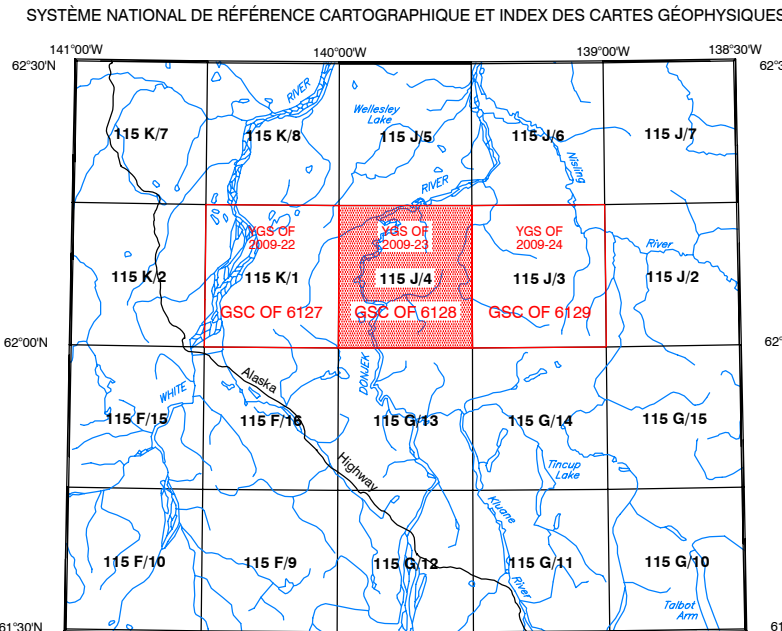 SYSTÈME NATIONAL DE RÉFÉRENCE CARTOGRAPHIQUE ET INDEX DES CARTES GÉOPHYSIQUES
141°00'W
140°00'W
139°00'W
138°30'W
62°30'N
RIVER
Wellesley
Lake
115 K/7
115 K/8
115 J/5
115 J/6
115 J/7
Nisling
RIVER
YGS OF
2009-22
YGS OF
2009-23
YGS OF
2009-24
River
115 K/2
115 K/1
115 J/4
115 J/3
115 J/2
GSC OF 6127
GSC OF 6128
GSC OF 6129
62°00'N
62°
Alaska
DONJEK
WHITE
115 F/15
115 F/16
115 G/13
115 G/14
115 G/15
Highway
Tincup
Lake
Kluane
115 F/10
115 F/9
115 G/12
115 G/11
115 G/10
River
Talbot
Arm
61°30'N